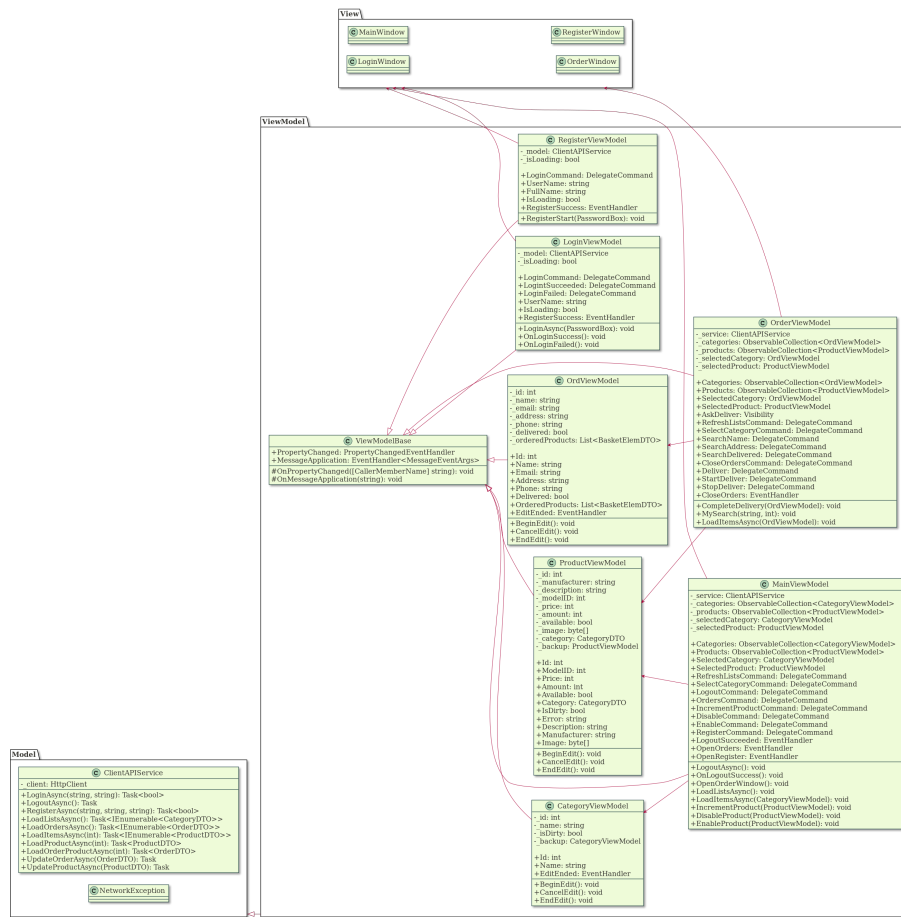 View
C MainWindow
C RegisterWindow
C LoginWindow
C OrderWindow
ViewModel
C RegisterViewModel
-_model: ClientAPIService
-_isLoading: bool
+LoginCommand: DelegateCommand
+UserName: string
+FullName: string
+IsLoading: bool
+RegisterSuccess: EventHandler
+RegisterStart(PasswordBox): void
C LoginViewModel
-_model: ClientAPIService
-_isLoading: bool
+LoginCommand: DelegateCommand
+LogintSucceeded: DelegateCommand
+LoginFailed: DelegateCommand
+UserName: string
+IsLoading: bool
+RegisterSuccess: EventHandler
+LoginAsync(PasswordBox): void
+OnLoginSuccess(): void
+OnLoginFailed(): void
C OrderViewModel
-_service: ClientAPIService
-_categories: ObservableCollection<OrdViewModel>
-_products: ObservableCollection<ProductViewModel>
-_selectedCategory: OrdViewModel
-_selectedProduct: ProductViewModel
+Categories: ObservableCollection<OrdViewModel>
+Products: ObservableCollection<ProductViewModel>
+SelectedCategory: OrdViewModel
+SelectedProduct: ProductViewModel
+AskDeliver: Visibility
+RefreshListsCommand: DelegateCommand
+SelectCategoryCommand: DelegateCommand
+SearchName: DelegateCommand
+SearchAddress: DelegateCommand
+SearchDelivered: DelegateCommand
+CloseOrdersCommand: DelegateCommand
+Deliver: DelegateCommand
+StartDeliver: DelegateCommand
+StopDeliver: DelegateCommand
+CloseOrders: EventHandler
+CompleteDelivery(OrdViewModel): void
+MySearch(string, int): void
+LoadItemsAsync(OrdViewModel): void
C OrdViewModel
-_id: int
-_name: string
-_email: string
-_address: string
-_phone: string
-_delivered: bool
-_orderedProducts: List<BasketElemDTO>
+Id: int
+Name: string
+Email: string
+Address: string
+Phone: string
+Delivered: bool
+OrderedProducts: List<BasketElemDTO>
+EditEnded: EventHandler
+BeginEdit(): void
+CancelEdit(): void
+EndEdit(): void
C ViewModelBase
+PropertyChanged: PropertyChangedEventHandler
+MessageApplication: EventHandler<MessageEventArgs>
#OnPropertyChanged([CallerMemberName] string): void
#OnMessageApplication(string): void
C ProductViewModel
-_id: int
-_manufacturer: string
-_description: string
-_modelID: int
-_price: int
-_amount: int
-_available: bool
-_image: byte[]
-_category: CategoryDTO
-_backup: ProductViewModel
+Id: int
+ModelID: int
+Price: int
+Amount: int
+Available: bool
+Category: CategoryDTO
+IsDirty: bool
+Error: string
+Description: string
+Manufacturer: string
+Image: byte[]
+BeginEdit(): void
+CancelEdit(): void
+EndEdit(): void
C MainViewModel
-_service: ClientAPIService
-_categories: ObservableCollection<CategoryViewModel>
-_products: ObservableCollection<ProductViewModel>
-_selectedCategory: CategoryViewModel
-_selectedProduct: ProductViewModel
+Categories: ObservableCollection<CategoryViewModel>
+Products: ObservableCollection<ProductViewModel>
+SelectedCategory: CategoryViewModel
+SelectedProduct: ProductViewModel
+RefreshListsCommand: DelegateCommand
+SelectCategoryCommand: DelegateCommand
+LogoutCommand: DelegateCommand
+OrdersCommand: DelegateCommand
+IncrementProductCommand: DelegateCommand
+DisableCommand: DelegateCommand
+EnableCommand: DelegateCommand
+RegisterCommand: DelegateCommand
+LogoutSucceeded: EventHandler
+OpenOrders: EventHandler
+OpenRegister: EventHandler
+LogoutAsync(): void
+OnLogoutSuccess(): void
+OpenOrderWindow(): void
+LoadListsAsync(): void
+LoadItemsAsync(CategoryViewModel): void
+IncrementProduct(ProductViewModel): void
+DisableProduct(ProductViewModel): void
+EnableProduct(ProductViewModel): void
C CategoryViewModel
-_id: int
-_name: string
-_isDirty: bool
-_backup: CategoryViewModel
+Id: int
+Name: string
+EditEnded: EventHandler
+BeginEdit(): void
+CancelEdit(): void
+EndEdit(): void
Model
C ClientAPIService
-_client: HttpClient
+LoginAsync(string, string): Task<bool>
+LogoutAsync(): Task
+RegisterAsync(string, string, string): Task<bool>
+LoadListsAsync(): Task<IEnumerable<CategoryDTO>>
+LoadOrdersAsync(): Task<IEnumerable<OrderDTO>>
+LoadItemsAsync(int): Task<IEnumerable<ProductDTO>
+LoadProductAsync(int): Task<ProductDTO>
+LoadOrderProductAsync(int): Task<OrderDTO>
+UpdateOrderAsync(OrderDTO): Task
+UpdateProductAsync(ProductDTO): Task
C NetworkException